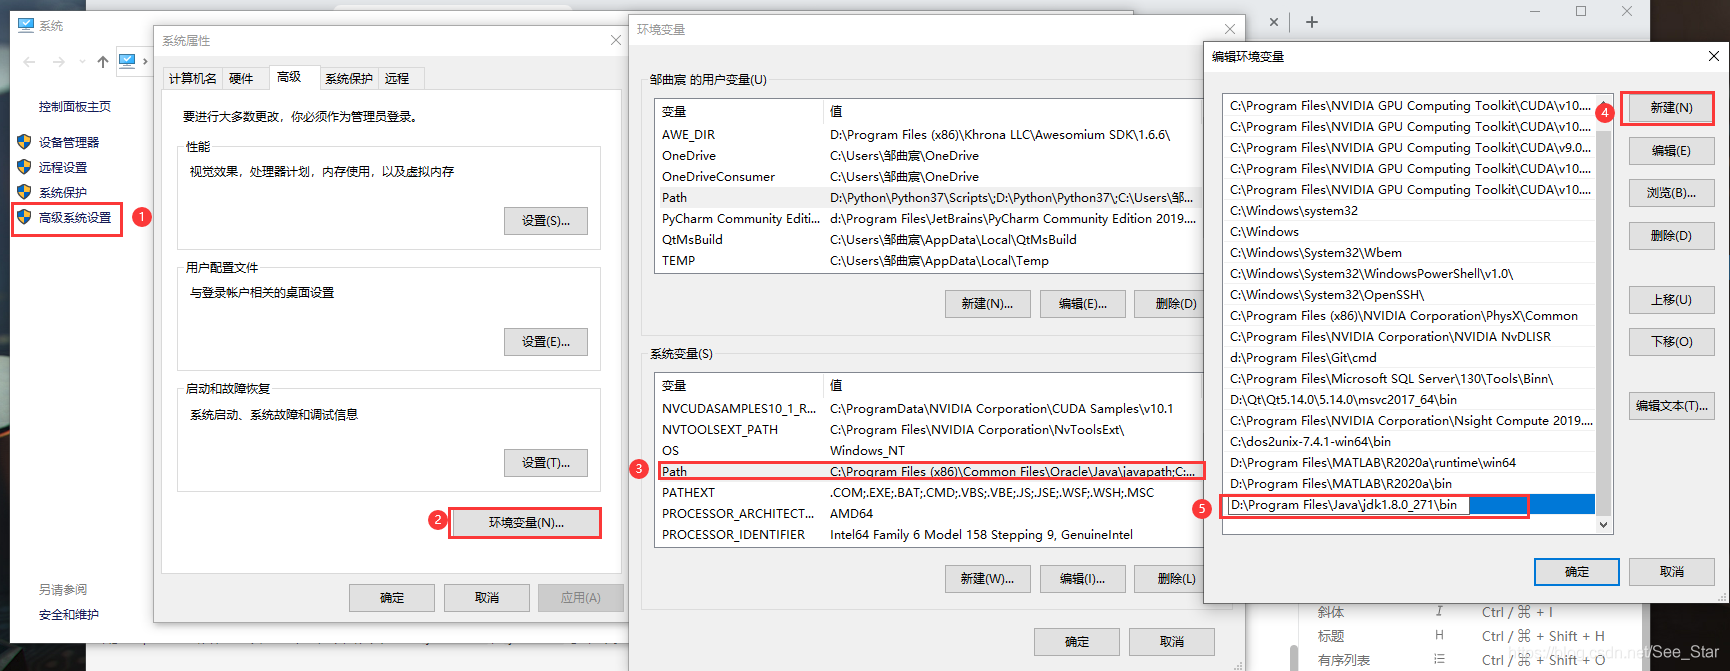 系统
控制面板主页
设备管理器
远程设置
系统保护
高级系统设置
1
另请参阅
安全和维护
系统属性
计算机名
硬件
高级
系统保护
远程
要进行大多数更改，你必须作为管理员登录。
性能
视觉效果，处理器计划，内存使用，以及虚拟内存
设置(S)...
用户配置文件
与登录帐户相关的桌面设置
设置(E)...
启动和故障恢复
系统启动、系统故障和调试信息
设置(T)...
2
环境变量(N)...
确定
取消
应用(A)
环境变量
邹曲宸 的用户变量(U)
变量
值
AWE_DIR
D:\Program Files (x86)\Khrona LLC\Awesomium SDK\1.6.6\
OneDrive
C:\Users\邹曲宸\OneDrive
OneDriveConsumer
C:\Users\邹曲宸\OneDrive
Path
D:\Python\Python37\Scripts\;D:\Python\Python37\;C:\Users\邹...
PyCharm Community Editi...
d:\Program Files\JetBrains\PyCharm Community Edition 2019....
QtMsBuild
C:\Users\邹曲宸\AppData\Local\QtMsBuild
TEMP
C:\Users\邹曲宸\AppData\Local\Temp
新建(N)...
编辑(E)...
删除(D)
系统变量(S)
变量
值
NVCUDASAMPLES10_1_R...
C:\ProgramData\NVIDIA Corporation\CUDA Samples\v10.1
NVTOOLSEXT_PATH
C:\Program Files\NVIDIA Corporation\NvToolsExt\
OS
Windows_NT
3
Path
C:\Program Files (x86)\Common Files\Oracle\Java\javapath;C:...
PATHEXT
.COM;.EXE;.BAT;.CMD;.VBS;.VBE;.JS;.JSE;.WSF;.WSH;.MSC
PROCESSOR_ARCHITECT...
AMD64
PROCESSOR_IDENTIFIER
Intel64 Family 6 Model 158 Stepping 9, GenuineIntel
新建(W)...
编辑(I)...
删除(L)
确定
取消
编辑环境变量
C:\Program Files\NVIDIA GPU Computing Toolkit\CUDA\v10....
C:\Program Files\NVIDIA GPU Computing Toolkit\CUDA\v10....
C:\Program Files\NVIDIA GPU Computing Toolkit\CUDA\v9.0...
C:\Program Files\NVIDIA GPU Computing Toolkit\CUDA\v10....
C:\Program Files\NVIDIA GPU Computing Toolkit\CUDA\v10....
C:\Windows\system32
C:\Windows
C:\Windows\System32\Wbem
C:\Windows\System32\WindowsPowerShell\v1.0\
C:\Windows\System32\OpenSSH\
C:\Program Files (x86)\NVIDIA Corporation\PhysX\Common
C:\Program Files\NVIDIA Corporation\NVIDIA NvDLISR
d:\Program Files\Git\cmd
C:\Program Files\Microsoft SQL Server\130\Tools\Binn\
D:\Qt\Qt5.14.0\5.14.0\msvc2017_64\bin
C:\Program Files\NVIDIA Corporation\Nsight Compute 2019....
C:\dos2unix-7.4.1-win64\bin
D:\Program Files\MATLAB\R2020a\runtime\win64
D:\Program Files\MATLAB\R2020a\bin
5
D:\Program Files\Java\jdk1.8.0_271\bin
4
新建(N)
编辑(E)
浏览(B)...
删除(D)
上移(U)
下移(O)
编辑文本(T)...
确定
取消
斜体
I
Ctrl / ⌘ + I
标题
H
Ctrl / ⌘ + Shift + H
有序列表
Ctrl / ⌘ + Shift + O
https://blog.csdn.net/See_Star